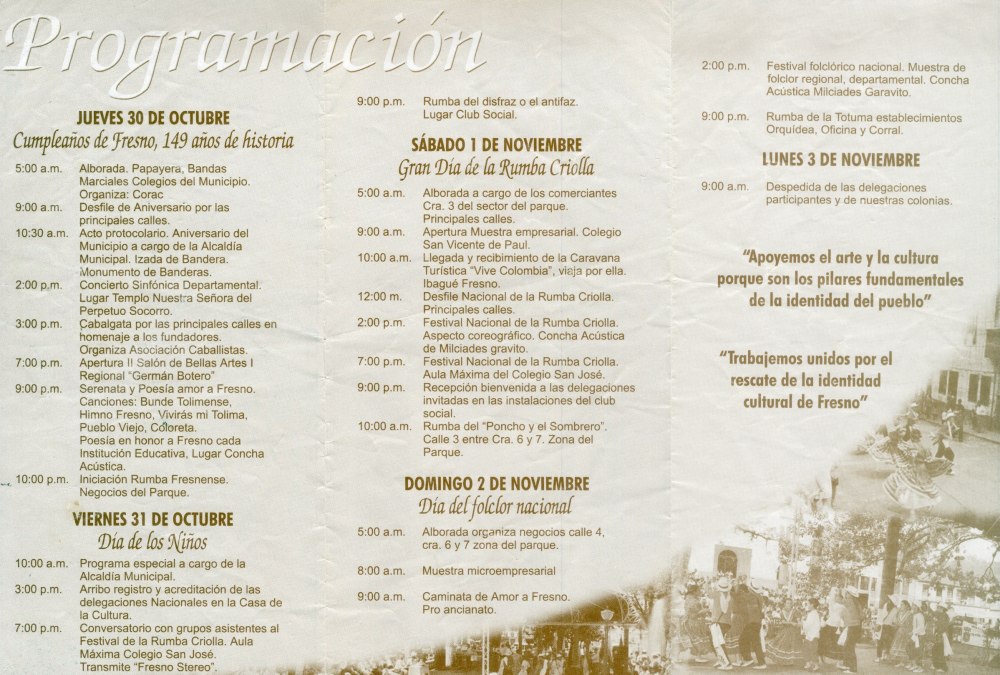 Programación
JUEVES 30 DE OCTUBRE
Cumpleaños de Fresno, 149 años de historia
5:00 a.m. Alborada. Papayera, Bandas
Marciales Colegios del Municipio.
Organiza: Corac
9:00 a.m. Desfile de Aniversario por las
principales calles.
10:30 a.m. Acto protocolario. Aniversario del
Municipio a cargo de la Alcaldía
Municipal. Izada de Bandera.
Monumento de Banderas.
2:00 p.m. Concierto Sinfónica Departamental.
Lugar Templo Nuestra Señora del
Perpetuo Socorro.
3:00 p.m. Cabalgata por las principales calles en
homenaje a los fundadores.
Organiza Asociación Caballistas.
7:00 p.m. Apertura II Salón de Bellas Artes I
Regional “Germán Botero”
9:00 p.m. Serenata y Poesía amor a Fresno.
Canciones: Bunde Tolimense,
Himno Fresno, Vivirás mi Tolima,
Pueblo Viejo, Coloreta.
Poesía en honor a Fresno cada
Institución Educativa, Lugar Concha
Acústica.
10:00 p.m. Iniciación Rumba Fresnense.
Negocios del Parque.
VIERNES 31 DE OCTUBRE
Día de los Niños
10:00 a.m. Programa especial a cargo de la
Alcaldía Municipal.
3:00 p.m. Arribo registro y acreditación de las
delegaciones Nacionales en la Casa de
la Cultura.
7:00 p.m. Conversatorio con grupos asistentes al
Festival de la Rumba Criolla. Aula
Máxima Colegio San José.
Transmite “Fresno Stereo”.
9:00 p.m. Rumba del disfraz o el antifaz.
Lugar Club Social.
SÁBADO 1 DE NOVIEMBRE
Gran Día de la Rumba Criolla
5:00 a.m. Alborada a cargo de los comerciantes
Cra. 3 del sector del parque.
Principales calles.
9:00 a.m. Apertura Muestra empresarial. Colegio
San Vicente de Paul.
10:00 a.m. Llegada y recibimiento de la Caravana
Turística “Vive Colombia”, viaja por ella.
Ibagué Fresno.
12:00 m. Desfile Nacional de la Rumba Criolla.
Principales calles.
2:00 p.m. Festival Nacional de la Rumba Criolla.
Aspecto coreográfico. Concha Acústica
de Milciades gravito.
7:00 p.m. Festival Nacional de la Rumba Criolla.
Aula Máxima del Colegio San José.
9:00 p.m. Recepción bienvenida a las delegaciones
invitadas en las instalaciones del club
social.
10:00 a.m. Rumba del “Poncho y el Sombrero”.
Calle 3 entre Cra. 6 y 7. Zona del
Parque.
DOMINGO 2 DE NOVIEMBRE
Día del folclor nacional
5:00 a.m. Alborada organiza negocios calle 4,
cra. 6 y 7 zona del parque.
8:00 a.m. Muestra microempresarial
9:00 a.m. Caminata de Amor a Fresno.
Pro ancianato.
2:00 p.m. Festival folclórico nacional. Muestra de
folclor regional, departamental. Concha
Acústica Milciades Garavito.
9:00 p.m. Rumba de la Totuma establecimientos
Orquídea, Oficina y Corral.
LUNES 3 DE NOVIEMBRE
9:00 a.m. Despedida de las delegaciones
participantes y de nuestras colonias.
“Apoyemos el arte y la cultura
porque son los pilares fundamentales
de la identidad del pueblo”
“Trabajemos unidos por el
rescate de la identidad
cultural de Fresno”